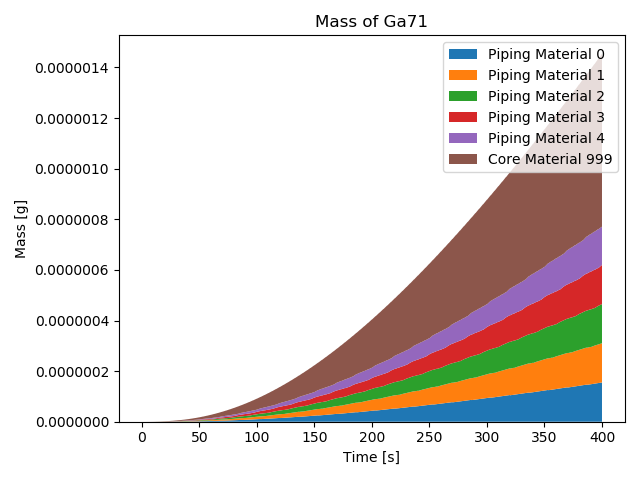 Mass of Ga71
Piping Material 0
Piping Material 1
Piping Material 2
Piping Material 3
Piping Material 4
Core Material 999
Mass [g]
0.0000014
0.0000012
0.0000010
0.0000008
0.0000006
0.0000004
0.0000002
0.0000000
0 50 100 150 200 250 300 350 400
Time [s]